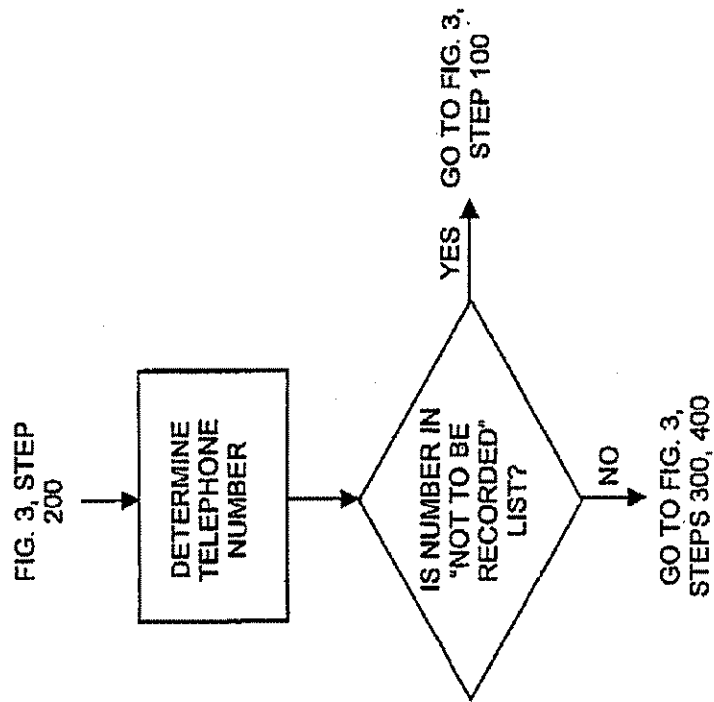 FIG. 3, STEP
200
DETERMINE
TELEPHONE
NUMBER
IS NUMBER IN
"NOT TO BE
RECORDED"
LIST?
YES
GO TO FIG. 3,
STEP 100
NO
GO TO FIG. 3,
STEPS 300, 400